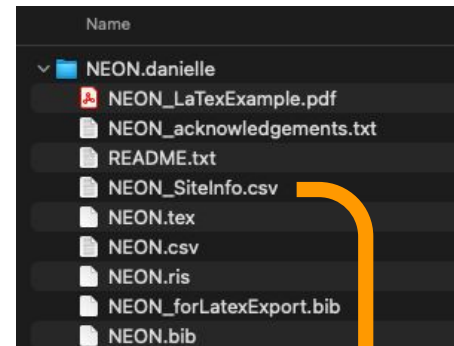 Name
NEON.danielle
NEON_LaTexExample.pdf
NEON_acknowledgements.txt
README.txt
NEON_SiteInfo.csv
NEON.tex
NEON.csv
NEON.ris
NEON_forLatexExport.bib
NEON.bib